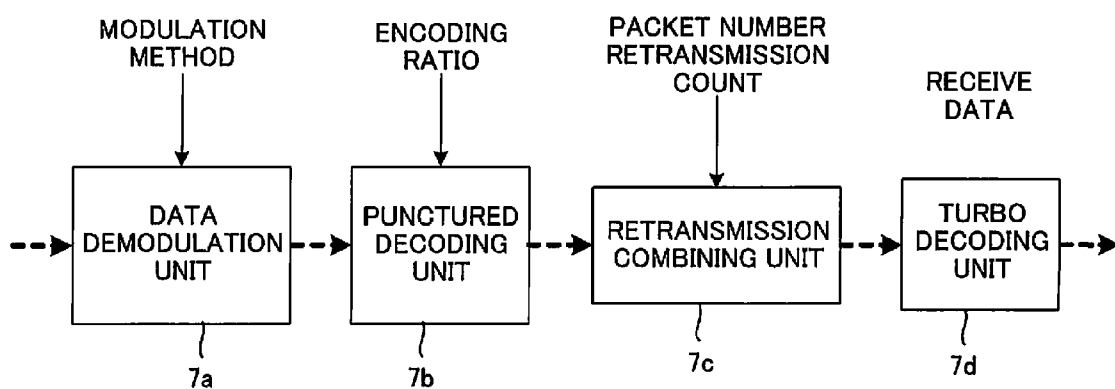 MODULATION
METHOD
ENCODING
RATIO
PACKET NUMBER
RETRANSMISSION
COUNT
RECEIVE
DATA
DATA
DEMODULATION
UNIT
PUNCTURED
DECODING
UNIT
RETRANSMISSION
COMBINING UNIT
TURBO
DECODING
UNIT
7a
7b
7c
7d